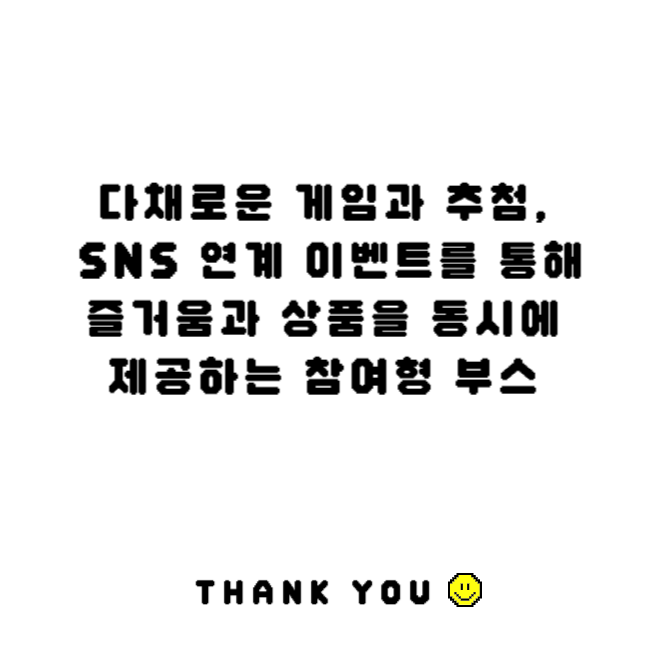 다채로운 게임과 추첨,
SNS 연계 이벤트를 통해
즐거움과 상품을 동시에
제공하는 참여형 부스
THANK YOU